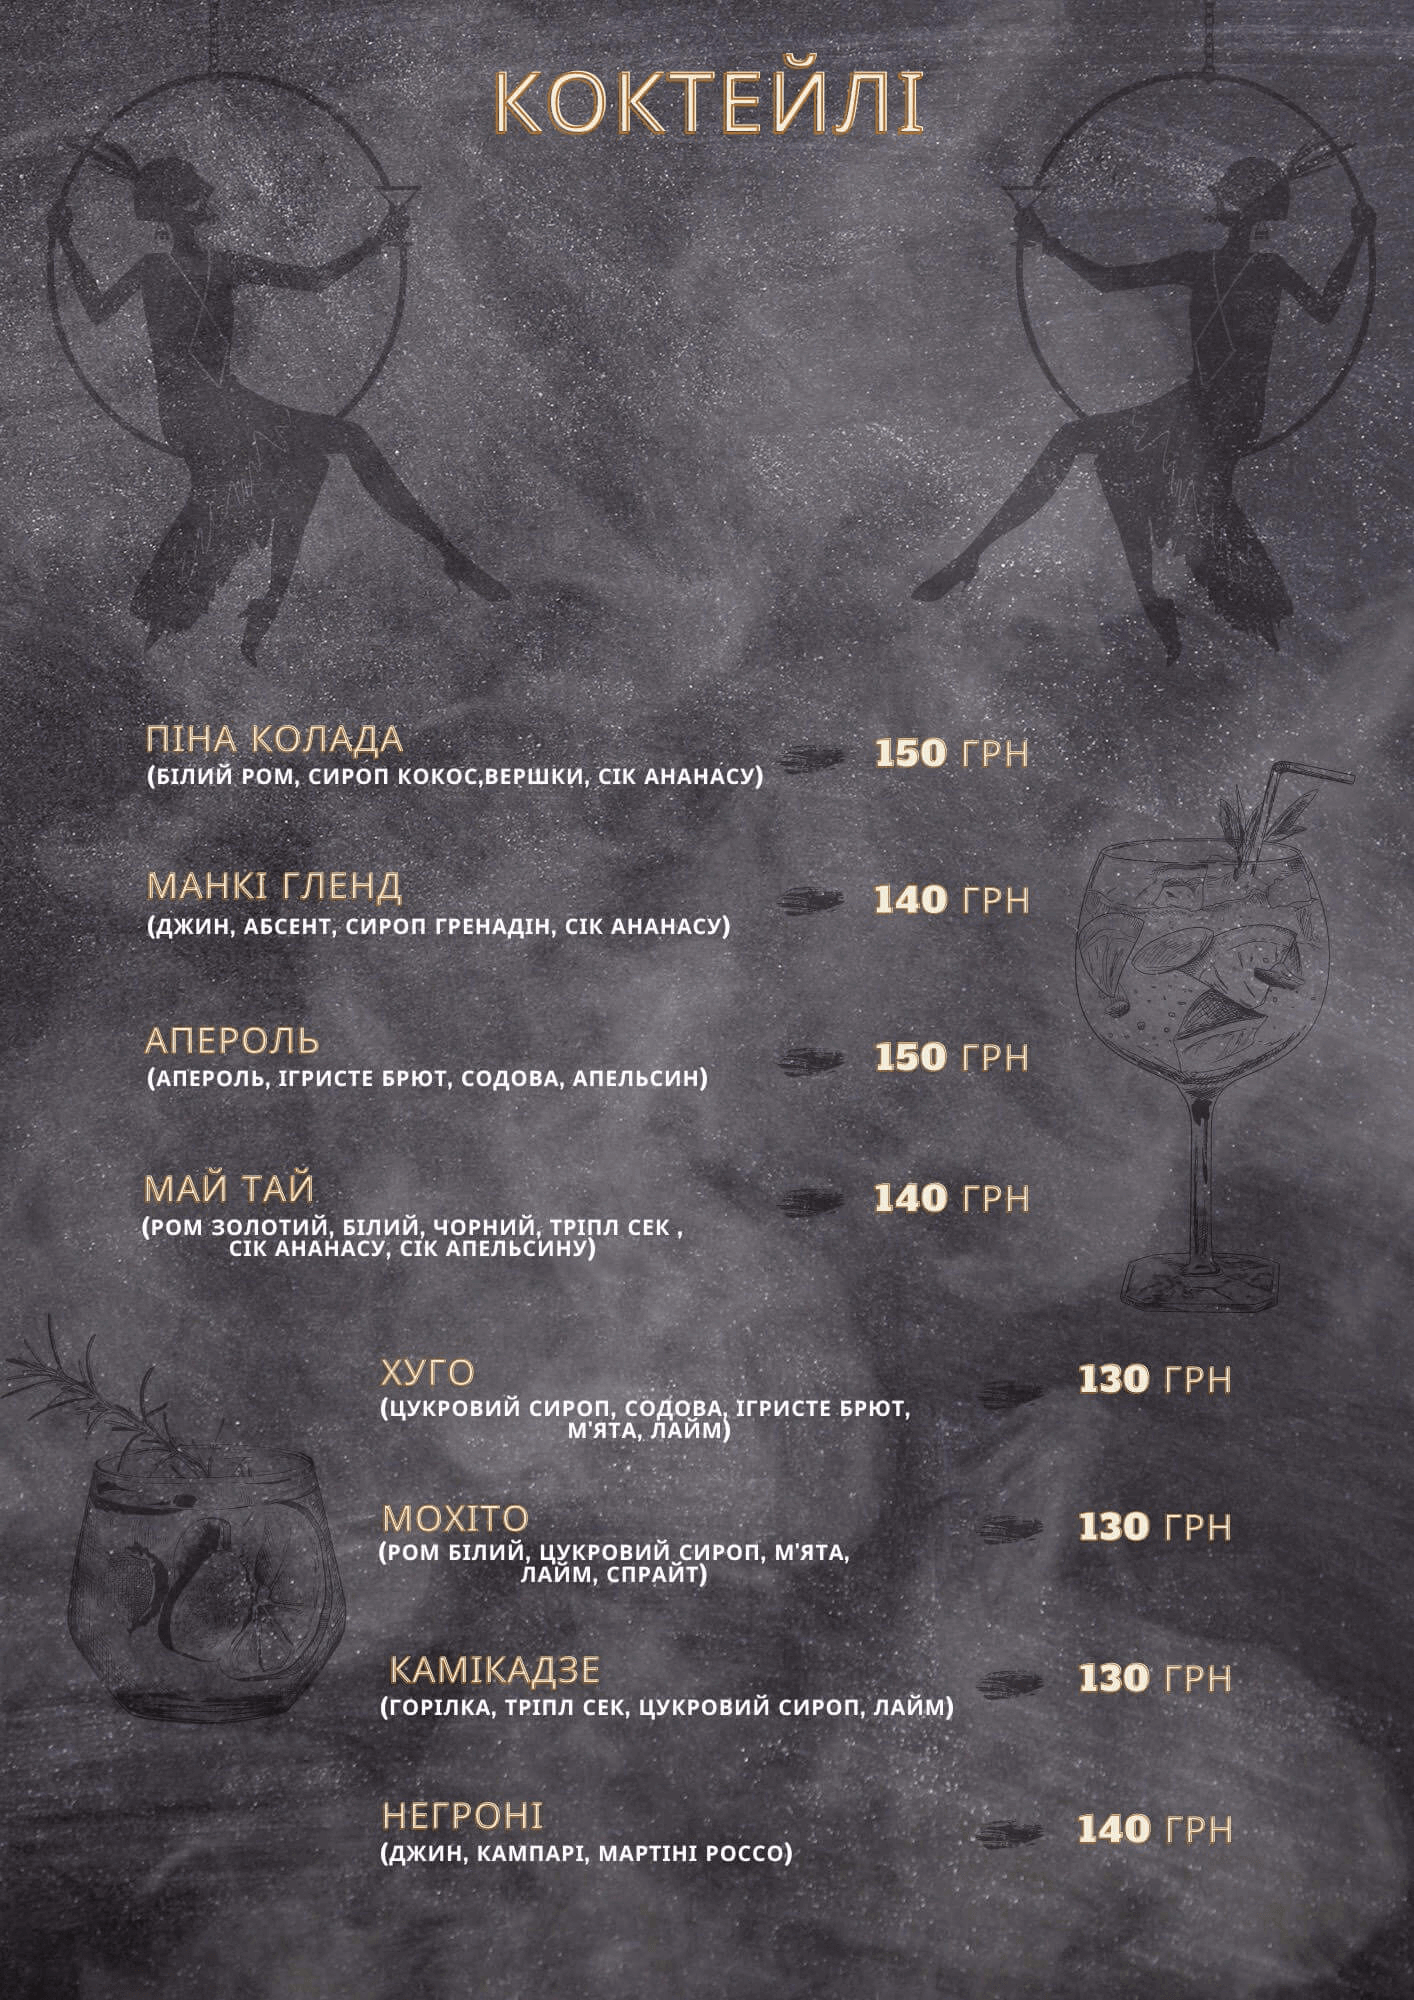 КОКТЕЙЛІ
ПІНА КОЛАДА
(БІЛИЙ РОМ, СИРОП КОКОС,ВЕРШКИ, СІК АНАНАСУ)
150 ГРН
МАНКІ ГЛЕНД
(ДЖИН, АБСЕНТ, СИРОП ГРЕНАДІН, СІК АНАНАСУ)
140 ГРН
АПЕРОЛЬ
(АПЕРОЛЬ, ІГРИСТЕ БРЮТ, СОДОВА, АПЕЛЬСИН)
150 ГРН
МАЙ ТАЙ
(РОМ ЗОЛОТИЙ, БІЛИЙ, ЧОРНИЙ, ТРІПЛ СЕК ,
СІК АНАНАСУ, СІК АПЕЛЬСИНУ)
140 ГРН
ХУГО
(ЦУКРОВИЙ СИРОП, СОДОВА, ІГРИСТЕ БРЮТ,
М'ЯТА, ЛАЙМ)
130 ГРН
МОХІТО
(РОМ БІЛИЙ, ЦУКРОВИЙ СИРОП, М'ЯТА,
ЛАЙМ, СПРАЙТ)
130 ГРН
КАМІКАДЗЕ
(ГОРІЛКА, ТРІПЛ СЕК, ЦУКРОВИЙ СИРОП, ЛАЙМ)
130 ГРН
НЕГРОНІ
(ДЖИН, КАМПАРІ, МАРТІНІ РОССО)
140 ГРН